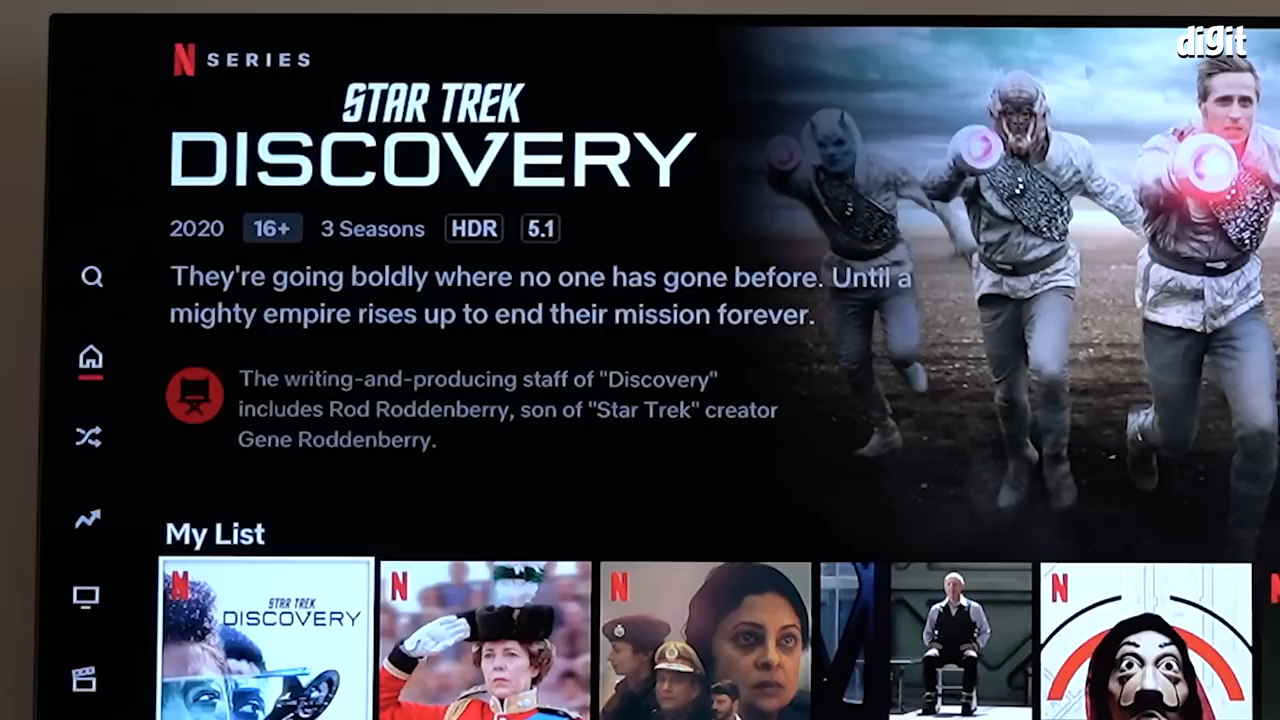 digit
N SERIES
STAR TREK
DISCOVERY
2020 16+ 3 Seasons HDR 5.1
They're going boldly where no one has gone before. Until a
mighty empire rises up to end their mission forever.
The writing-and-producing staff of "Discovery"
includes Rod Roddenberry, son of "Star Trek" creator
Gene Roddenberry.
My List
N
STAR TREK
DISCOVERY
N
N
N